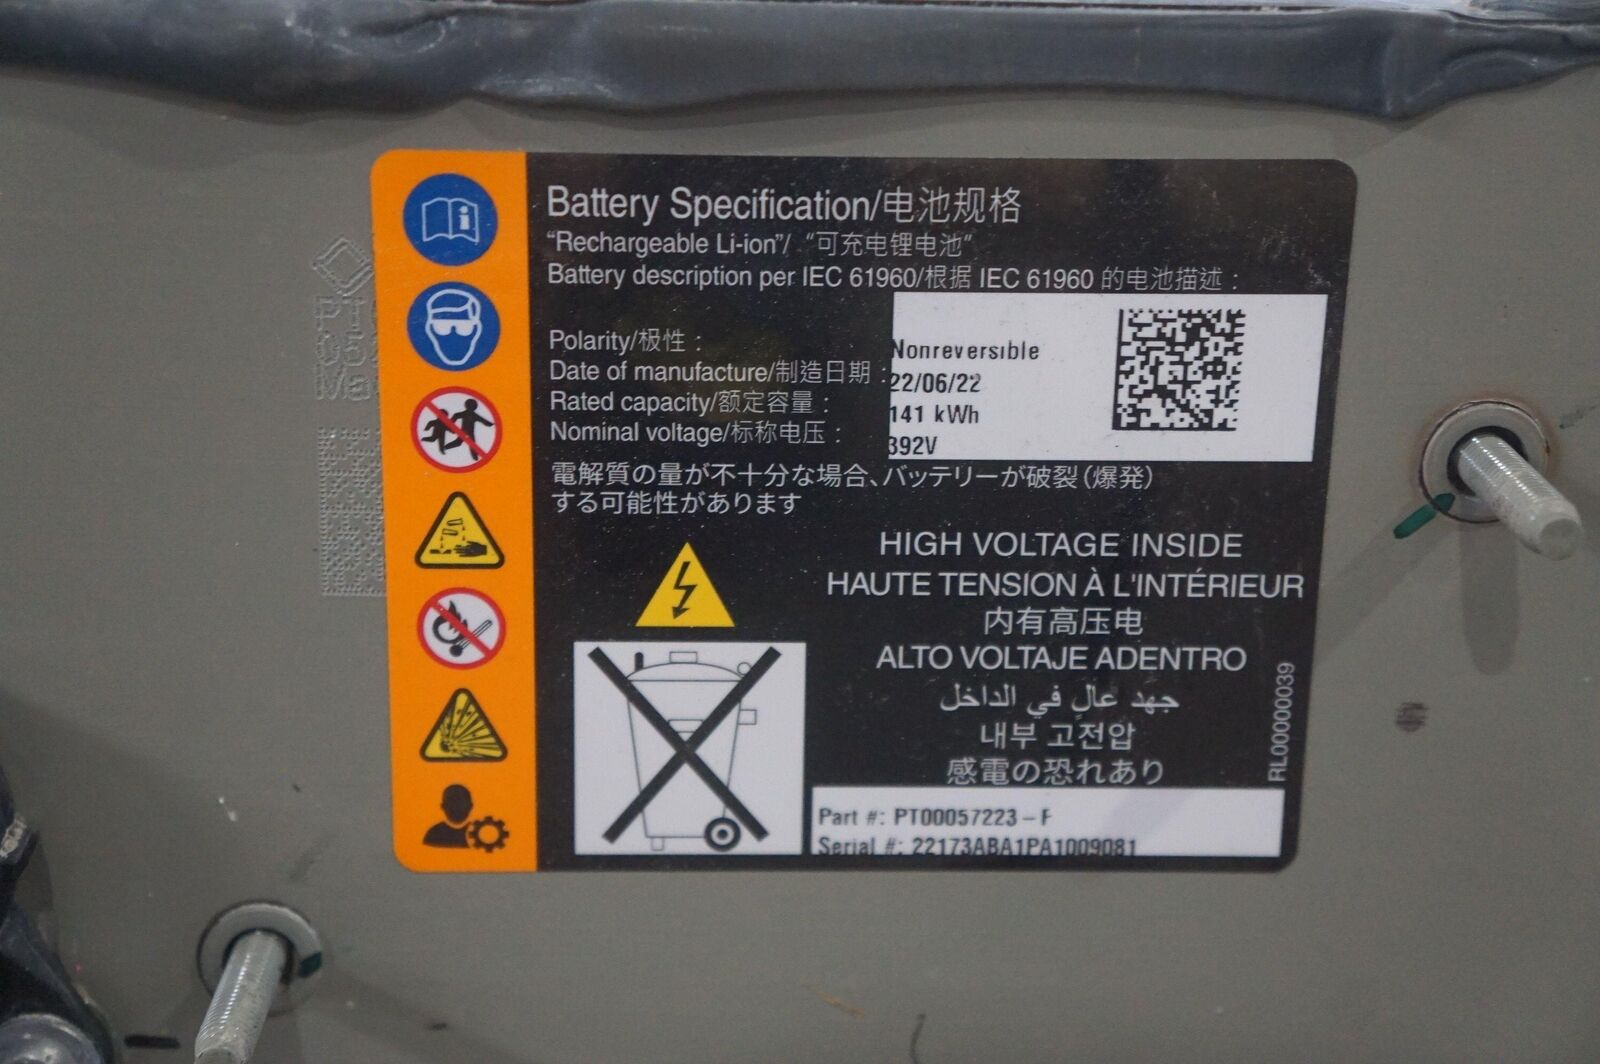 Battery Specification/电池规格
“Rechargeable Li-ion”/ “可充电锂电池”
Battery description per IEC 61960/根据 IEC 61960 的电池描述 :
Polarity/极性 : Nonreversible
Date of manufacture/制造日期 : 22/06/22
Rated capacity/额定容量 : 141 kWh
Nominal voltage/标称电压 : 392V
電解質の量が不十分な場合、バッテリーが破裂（爆発）
する可能性があります
HIGH VOLTAGE INSIDE
HAUTE TENSION À L'INTÉRIEUR
内有高压电
ALTO VOLTAJE ADENTRO
جهد عالٍ في الداخل
내부 고전압
感電の恐れあり
RL0000039
Part #: PT00057223-F
Serial #: 22173ABA1PA1009081